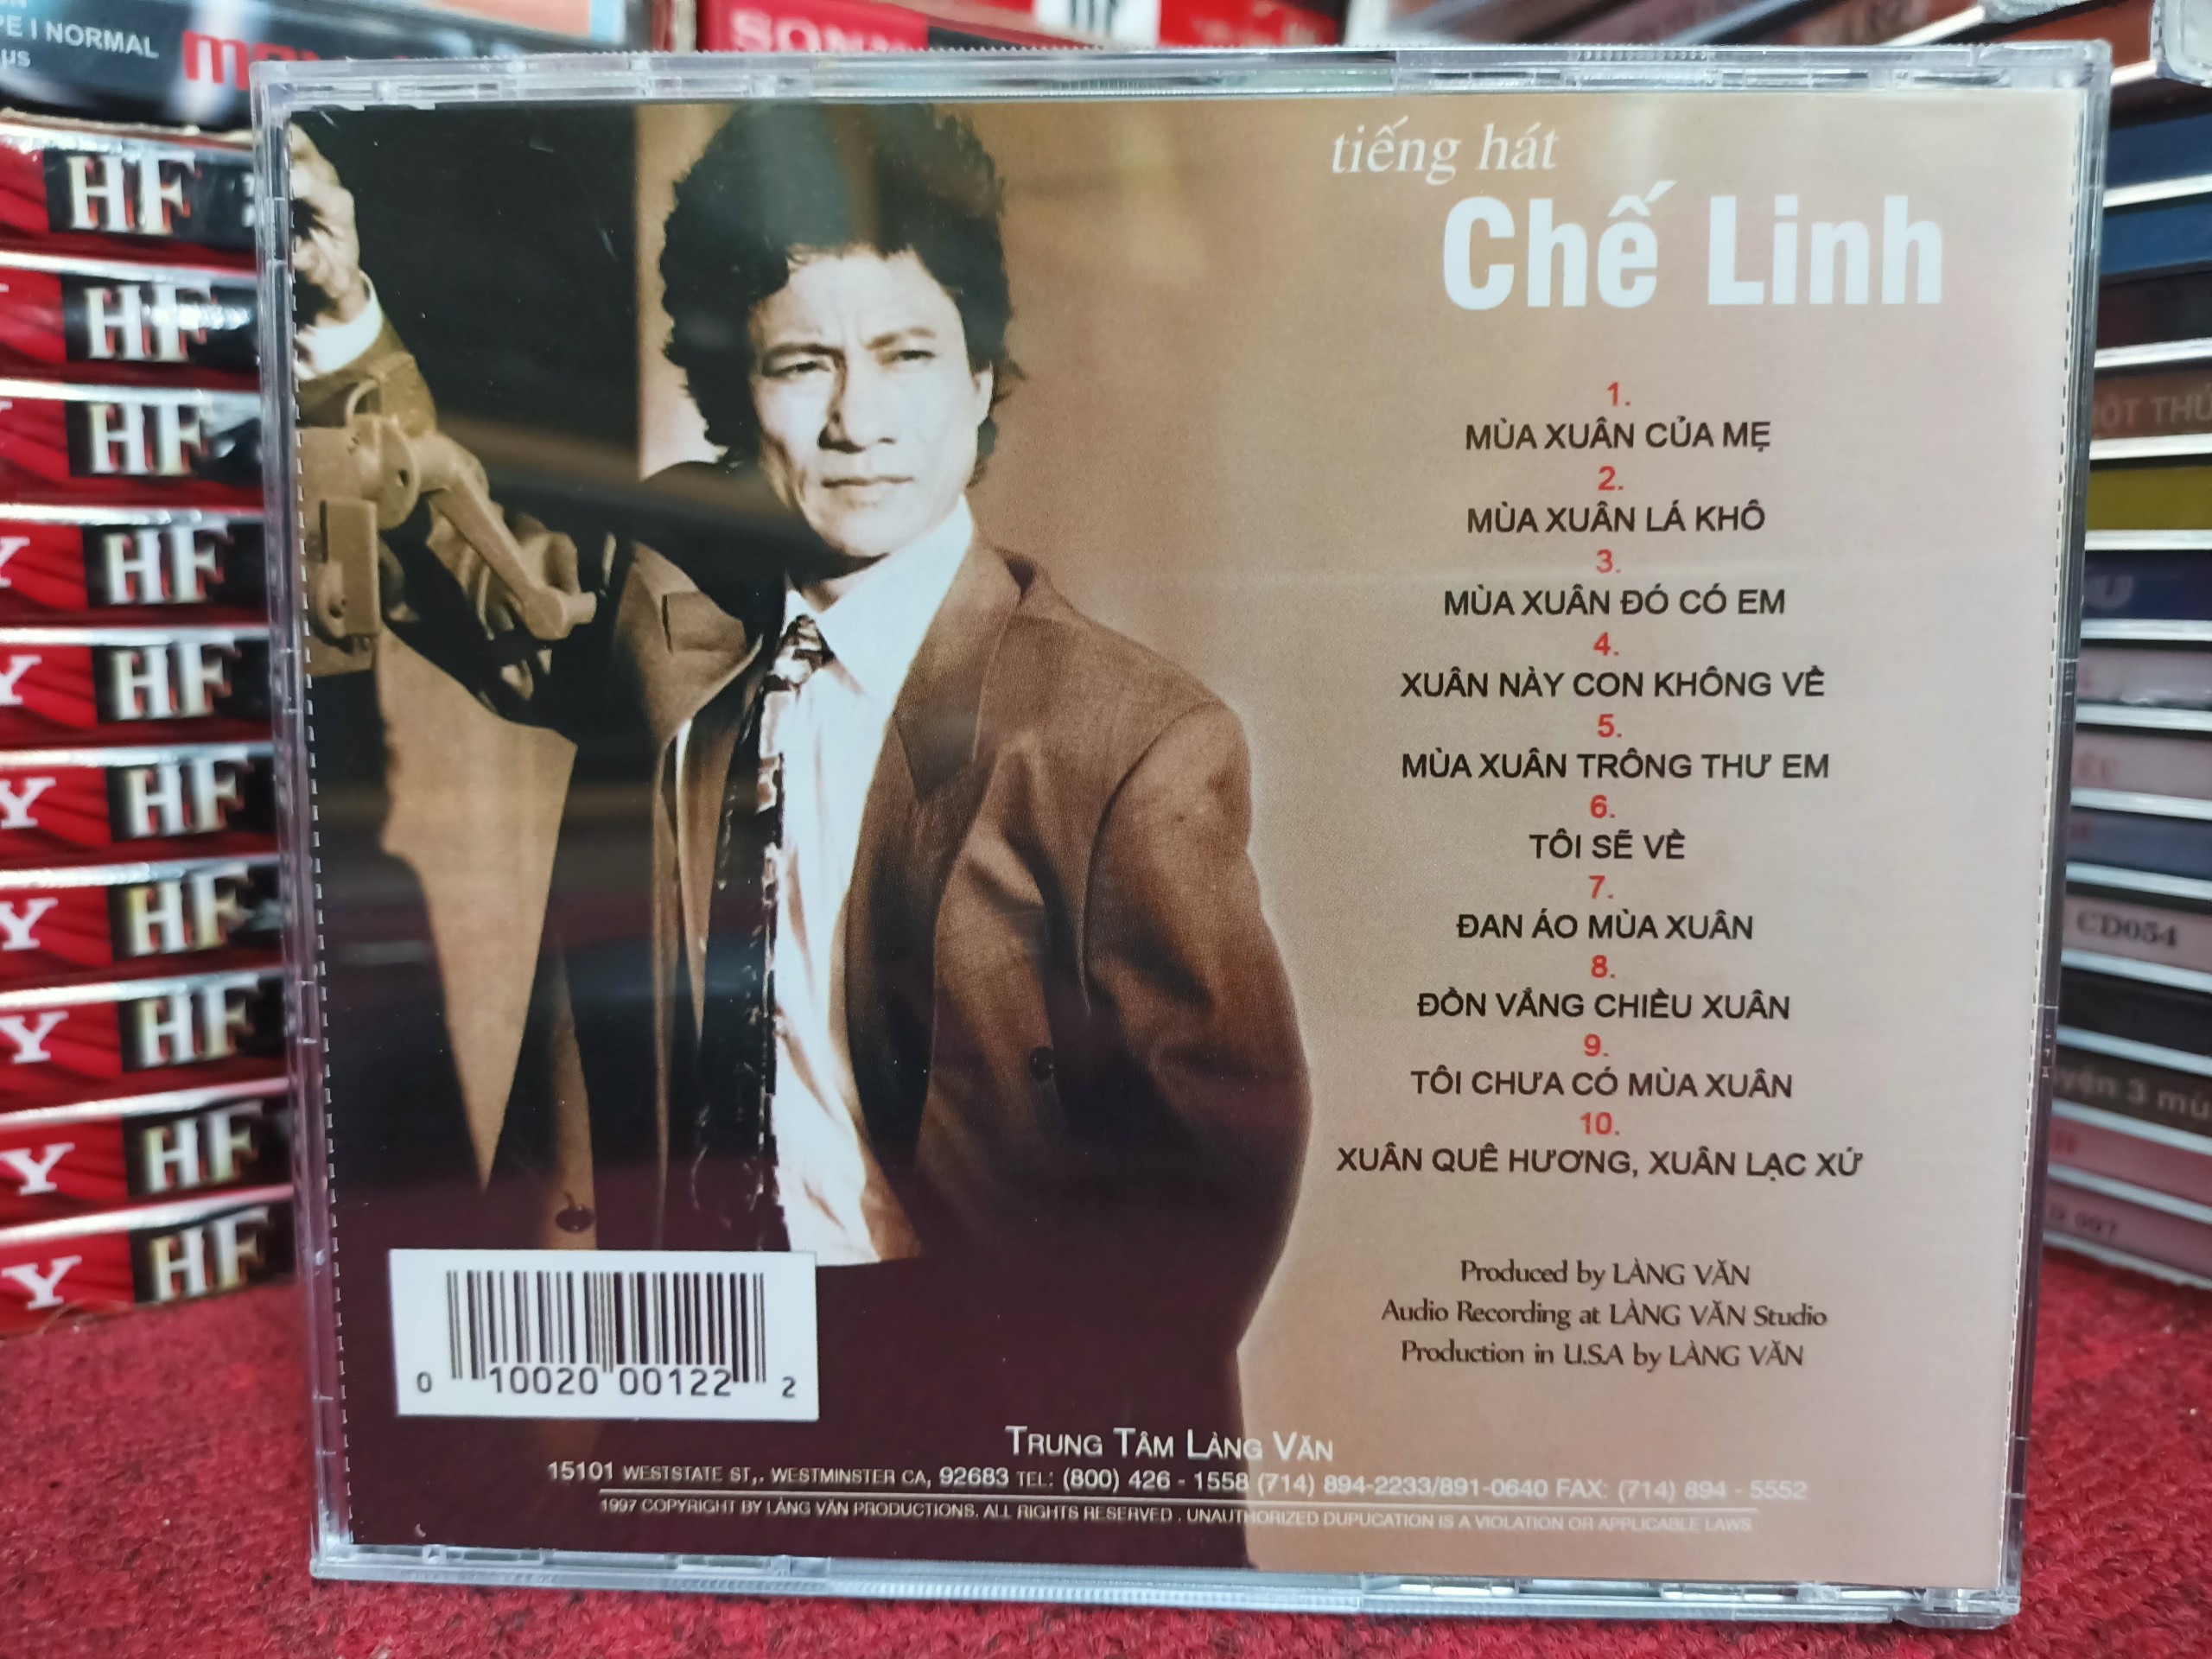 PE I NORMAL
µs
SONY
HF
HF
HF
HF
Y HF
Y HF
Y HF
Y HF
Y HF
Y HF
tiếng hát
Chế Linh
1.
MÙA XUÂN CỦA MẸ
2.
MÙA XUÂN LÁ KHÔ
3.
MÙA XUÂN ĐÓ CÓ EM
4.
XUÂN NÀY CON KHÔNG VỀ
5.
MÙA XUÂN TRÔNG THƯ EM
6.
TÔI SẼ VỀ
7.
ĐAN ÁO MÙA XUÂN
8.
ĐỒN VẮNG CHIỀU XUÂN
9.
TÔI CHƯA CÓ MÙA XUÂN
10.
XUÂN QUÊ HƯƠNG, XUÂN LẠC XỨ
Produced by LÀNG VĂN
Audio Recording at LÀNG VĂN Studio
Production in U.S.A by LÀNG VĂN
0 10020 00122 2
TRUNG TÂM LÀNG VĂN
15101 WESTSTATE ST,. WESTMINSTER CA, 92683 TEL: (800) 426 - 1558 (714) 894-2233/891-0640 FAX: (714) 894 - 5552
1997 COPYRIGHT BY LÀNG VĂN PRODUCTIONS. ALL RIGHTS RESERVED . UNAUTHORIZED DUPUCATION IS A VIOLATION OR APPLICABLE LAWS
CD054